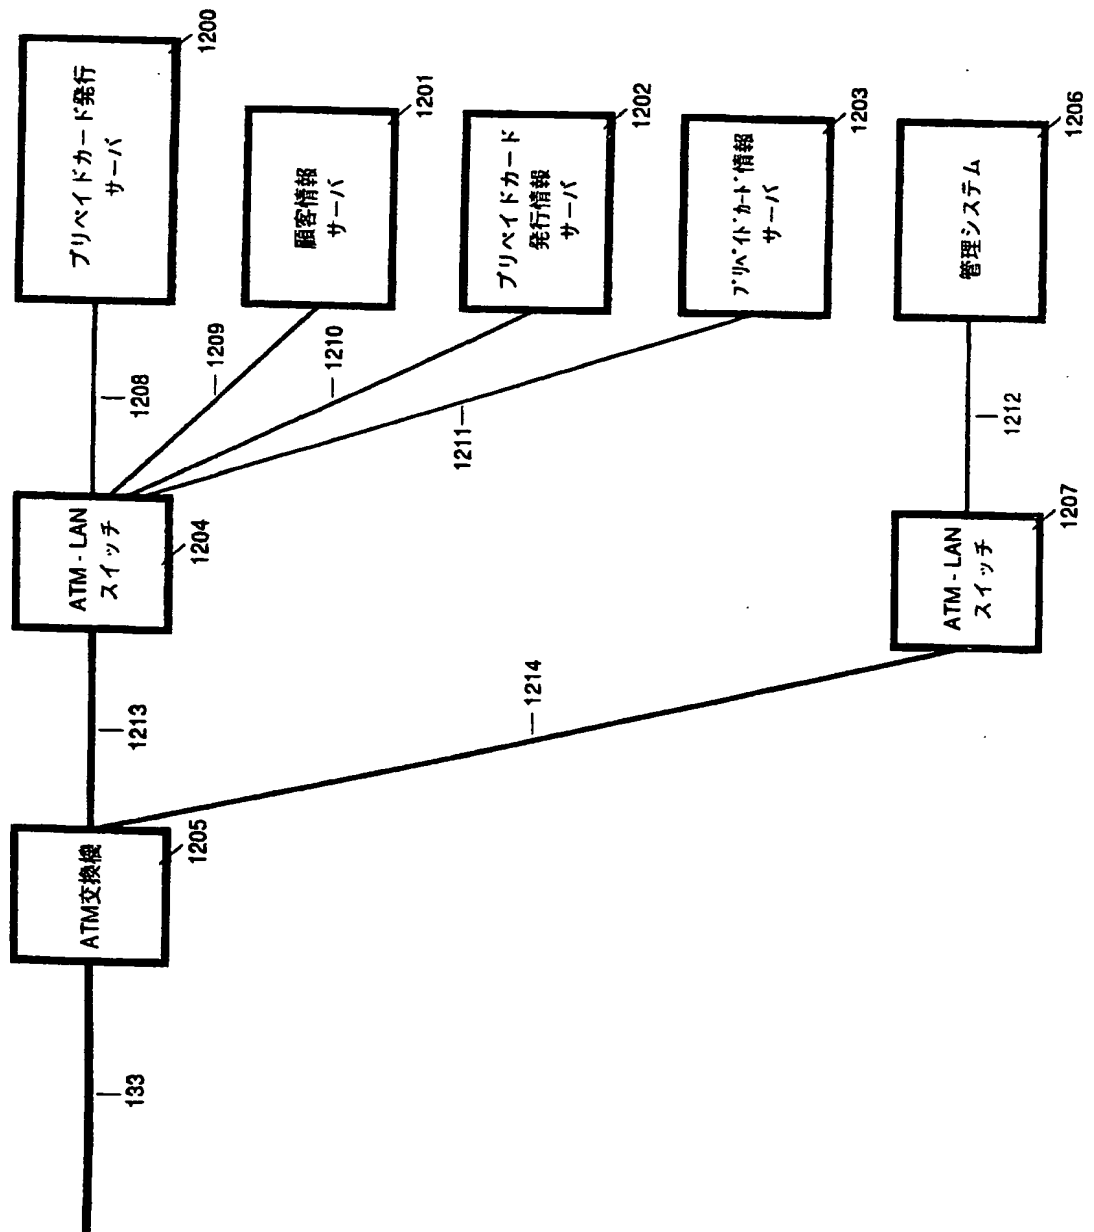 プリペイドカード発行
サーバ
1200
顧客情報
サーバ
1201
プリペイドカード
発行情報
サーバ
1202
プリペイドカード情報
サーバ
1203
管理システム
1206
1208
1209
1210
1211
1212
ATM - LAN
スイッチ
1204
ATM - LAN
スイッチ
1207
1213
1214
ATM交換機
1205
133